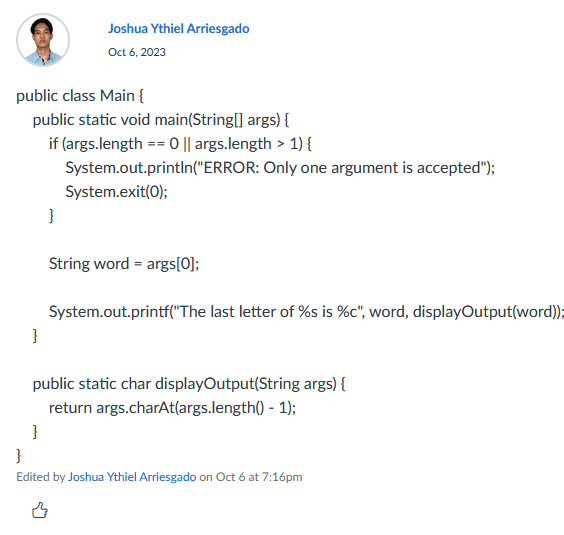 Joshua Ythiel Arriesgado
Oct 6, 2023
public class Main {
public static void main(String[] args) {
if (args.length == 0 || args.length > 1) {
System.out.println("ERROR: Only one argument is accepted");
System.exit(0);
}
String word = args[0];
System.out.printf("The last letter of %s is %c", word, displayOutput(word));
}
public static char displayOutput(String args) {
return args.charAt(args.length() - 1);
}
}
Edited by Joshua Ythiel Arriesgado on Oct 6 at 7:16pm